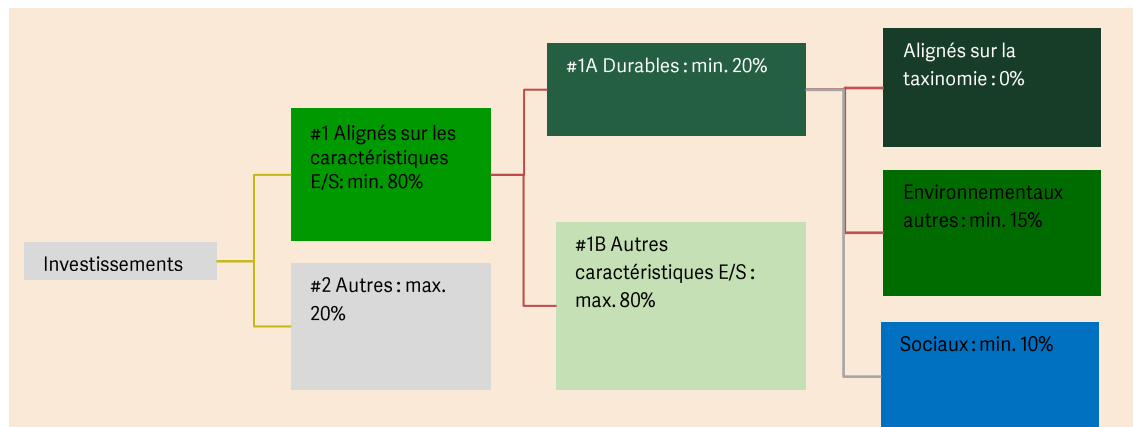 Investissements
#1 Alignés sur les
caractéristiques
E/S: min. 80%
#2 Autres : max.
20%
#1A Durables : min. 20%
#1B Autres
caractéristiques E/S :
max. 80%
Alignés sur la
taxinomie : 0%
Environnementaux
autres : min. 15%
Sociaux : min. 10%